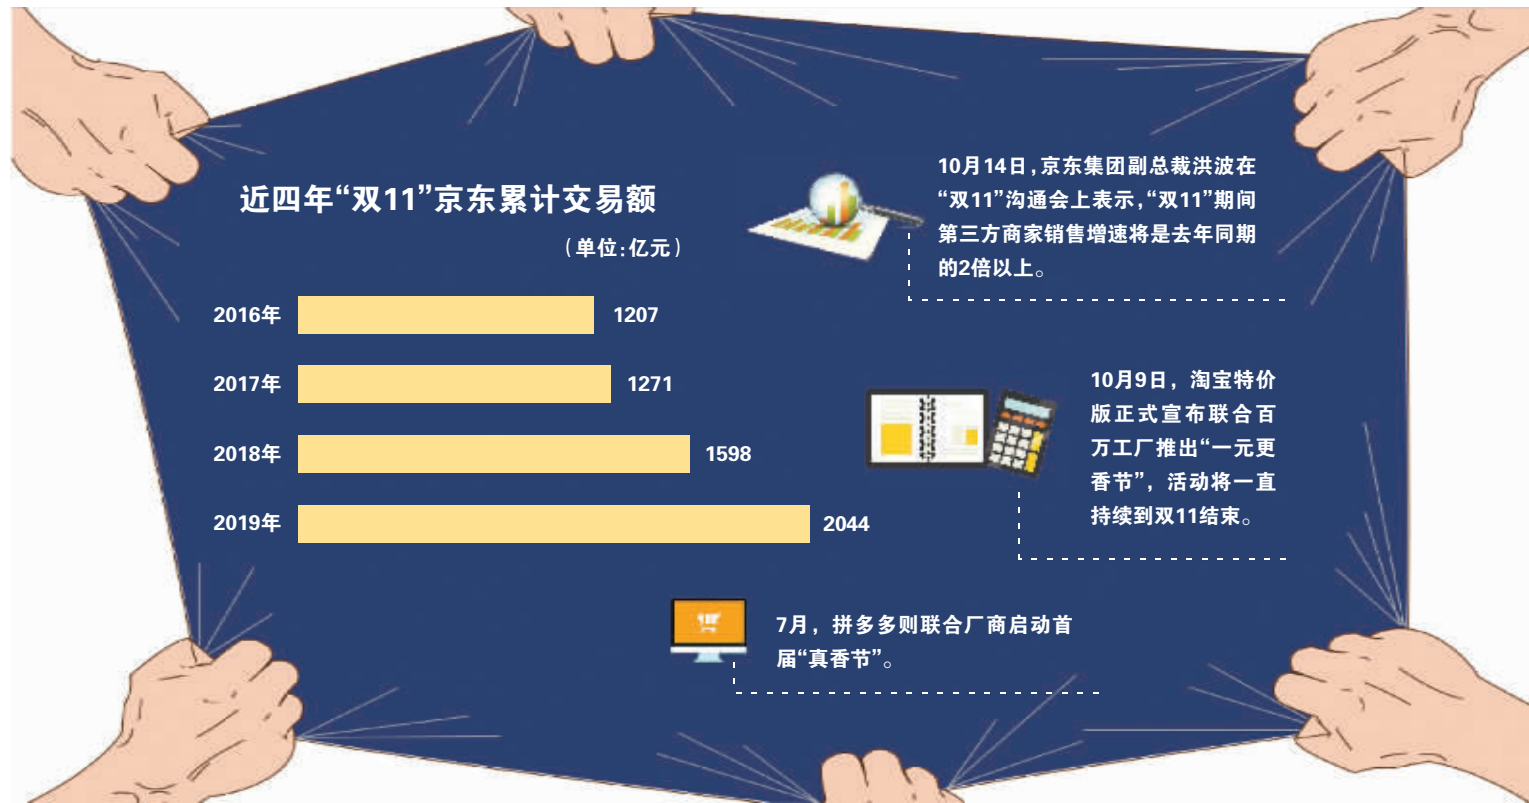 近四年“双11”京东累计交易额
（单位:亿元）
2016年 1207
2017年 1271
2018年 1598
2019年 2044
10月14日,京东集团副总裁洪波在
“双11”沟通会上表示,“双11”期间
第三方商家销售增速将是去年同期
的2倍以上。
10月9日，淘宝特价
版正式宣布联合百
万工厂推出“一元更
香节”，活动将一直
持续到双11结束。
7月，拼多多则联合厂商启动首
届“真香节”。